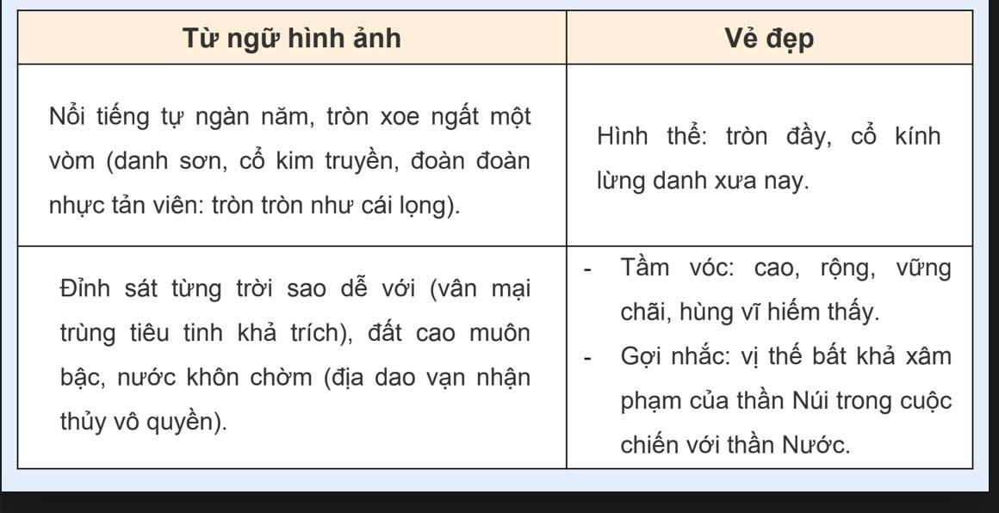 Từ ngữ hình ảnh
Vẻ đẹp
Nổi tiếng tự ngàn năm, tròn xoe ngất một
vòm (danh sơn, cổ kim truyền, đoàn đoàn
nhực tản viên: tròn tròn như cái lọng).
Hình thể: tròn đầy, cổ kính
lừng danh xưa nay.
Đỉnh sát từng trời sao dễ với (vân mại
trùng tiêu tinh khả trích), đất cao muôn
bậc, nước khôn chờm (địa dao vạn nhận
thủy vô quyền).
- Tầm vóc: cao, rộng, vững
chãi, hùng vĩ hiếm thấy.
- Gợi nhắc: vị thế bất khả xâm
phạm của thần Núi trong cuộc
chiến với thần Nước.